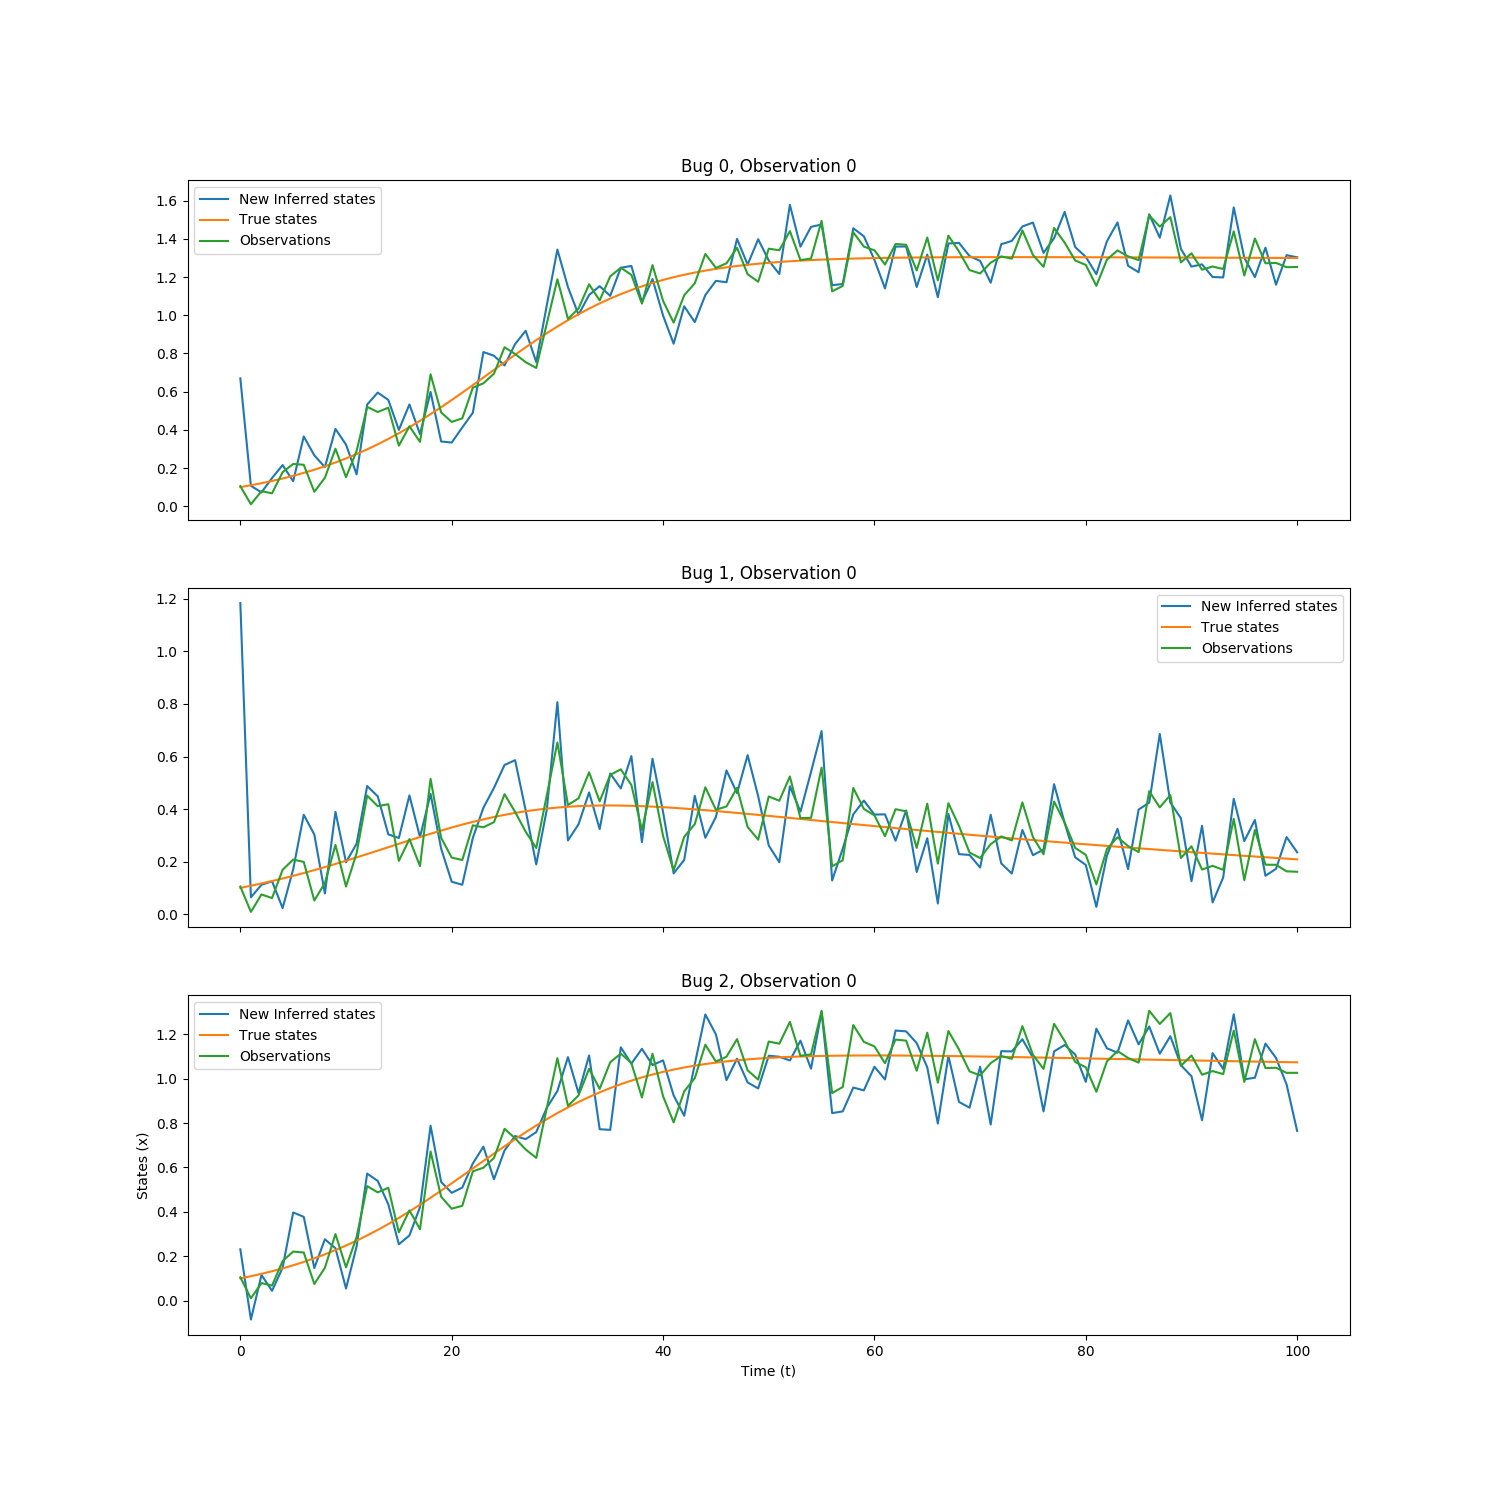 Bug 0, Observation 0
New Inferred states
True states
Observations
1.6
1.4
1.2
1.0
0.8
0.6
0.4
0.2
0.0
Bug 1, Observation 0
New Inferred states
True states
Observations
1.2
1.0
0.8
0.6
0.4
0.2
0.0
Bug 2, Observation 0
New Inferred states
True states
Observations
1.2
1.0
0.8
0.6
0.4
0.2
0.0
States (x)
0 20 40 60 80 100
Time (t)